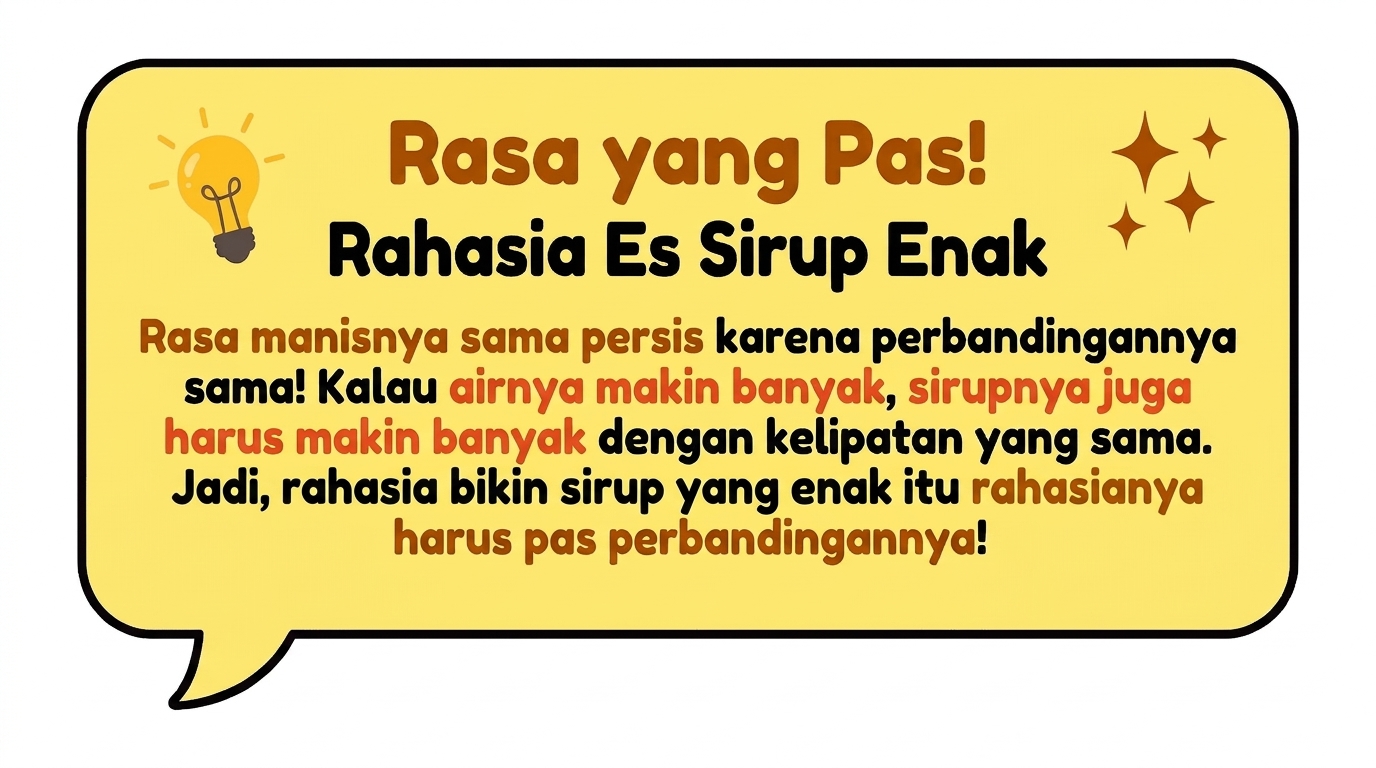 Rasa yang Pas!
Rahasia Es Sirup Enak
Rasa manisnya sama persis karena perbandingannya
sama! Kalau airnya makin banyak, sirupnya juga
harus makin banyak dengan kelipatan yang sama.
Jadi, rahasia bikin sirup yang enak itu rahasianya
harus pas perbandingannya!